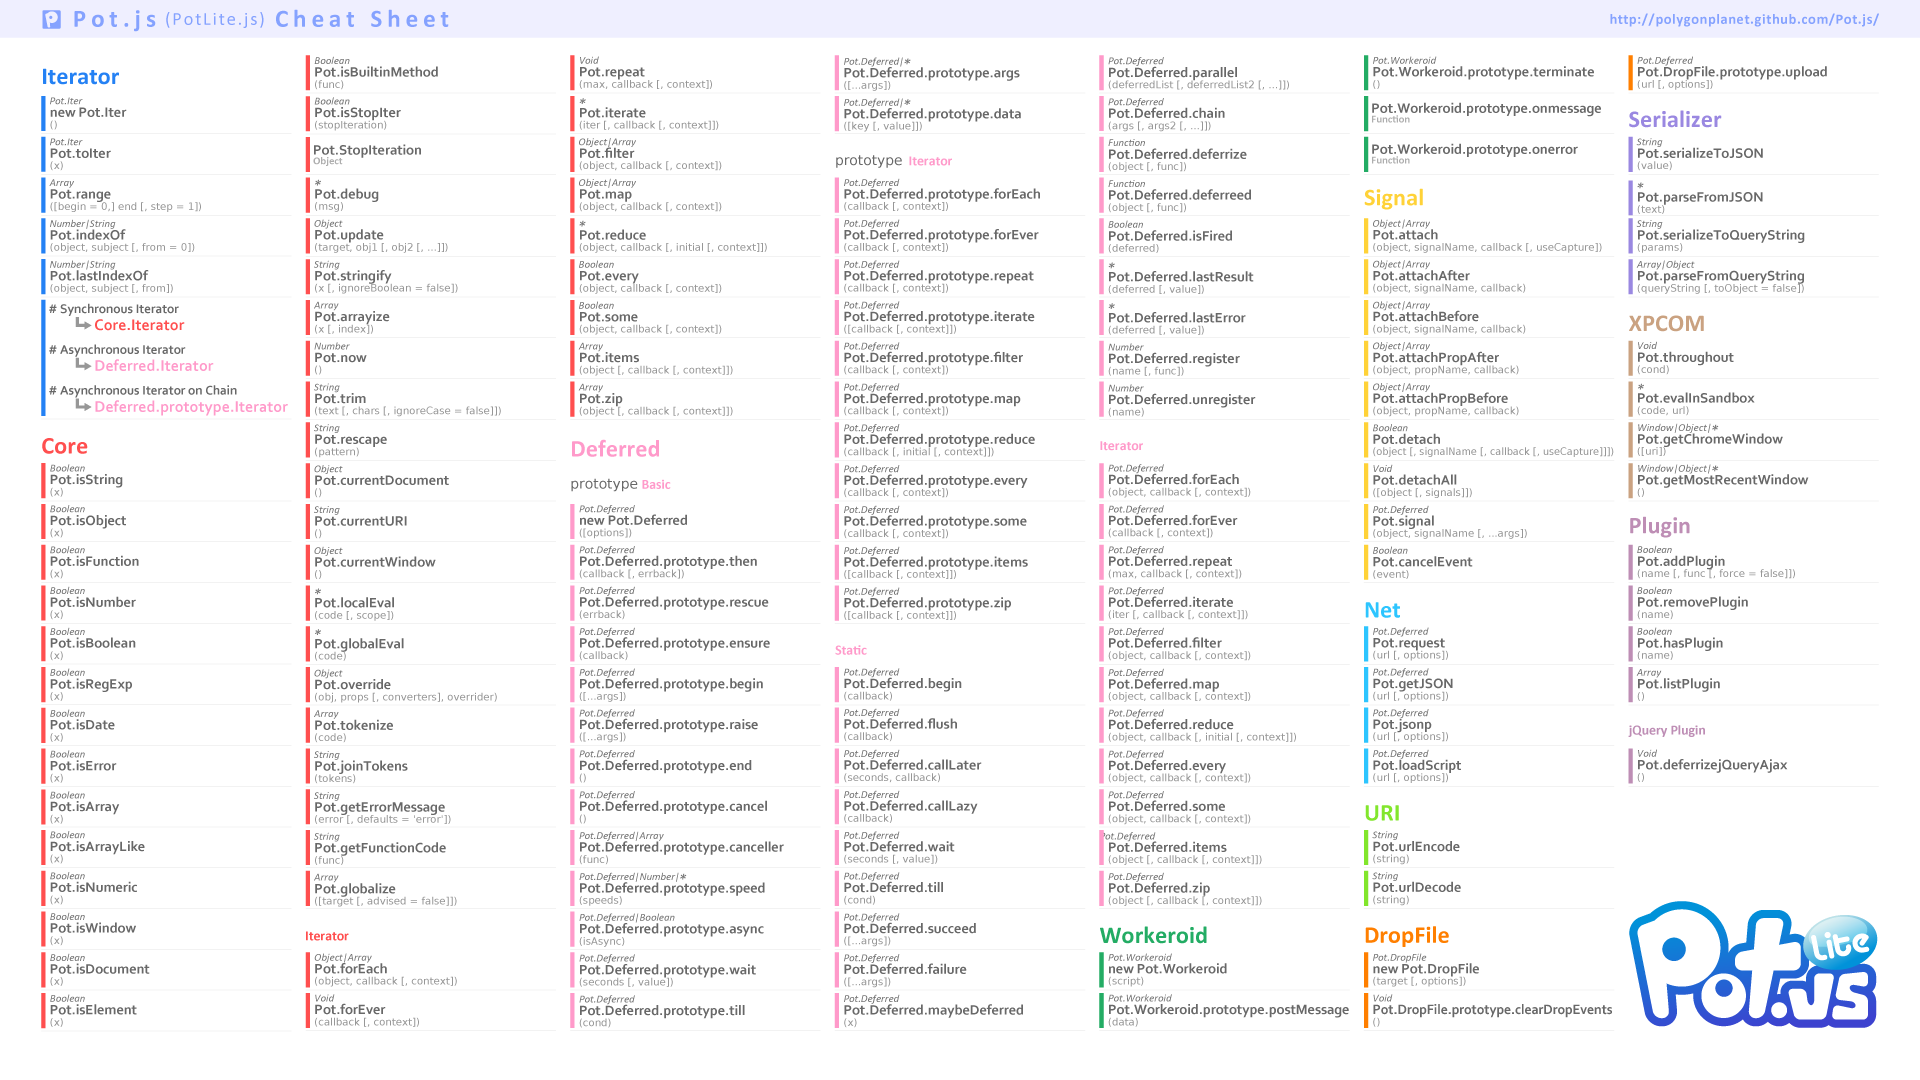 Pot.js (PotLite.js) Cheat Sheet
http://polygonplanet.github.com/Pot.js/
Iterator
Pot.Iter
new Pot.Iter
()
Pot.Iter
Pot.toIter
(x)
Array
Pot.range
([begin = 0,] end [, step = 1])
Number|String
Pot.indexOf
(object, subject [, from = 0])
Number|String
Pot.lastIndexOf
(object, subject [, from])
# Synchronous Iterator
Core.Iterator
# Asynchronous Iterator
Deferred.Iterator
# Asynchronous Iterator on Chain
Deferred.prototype.Iterator
Core
Boolean
Pot.isString
(x)
Boolean
Pot.isObject
(x)
Boolean
Pot.isFunction
(x)
Boolean
Pot.isNumber
(x)
Boolean
Pot.isBoolean
(x)
Boolean
Pot.isRegExp
(x)
Boolean
Pot.isDate
(x)
Boolean
Pot.isError
(x)
Boolean
Pot.isArray
(x)
Boolean
Pot.isArrayLike
(x)
Boolean
Pot.isNumeric
(x)
Boolean
Pot.isWindow
(x)
Boolean
Pot.isDocument
(x)
Boolean
Pot.isElement
(x)
Boolean
Pot.isBuiltinMethod
(func)
Boolean
Pot.isStopIter
(stopIteration)
Pot.StopIteration
Object
*
Pot.debug
(msg)
Object
Pot.update
(target, obj1 [, obj2 [, ...]])
String
Pot.stringify
(x [, ignoreBoolean = false])
Array
Pot.arrayize
(x [, index])
Number
Pot.now
()
String
Pot.trim
(text [, chars [, ignoreCase = false]])
String
Pot.rescape
(pattern)
Object
Pot.currentDocument
()
String
Pot.currentURI
()
Object
Pot.currentWindow
()
*
Pot.localEval
(code [, scope])
*
Pot.globalEval
(code)
Object
Pot.override
(obj, props [, converters], overrider)
Array
Pot.tokenize
(code)
String
Pot.joinTokens
(tokens)
String
Pot.getErrorMessage
(error [, defaults = 'error'])
String
Pot.getFunctionCode
(func)
Array
Pot.globalize
([target [, advised = false]])
Iterator
Object|Array
Pot.forEach
(object, callback [, context])
Void
Pot.forEver
(callback [, context])
Void
Pot.repeat
(max, callback [, context])
*
Pot.iterate
(iter [, callback [, context]])
Object|Array
Pot.filter
(object, callback [, context])
Object|Array
Pot.map
(object, callback [, context])
*
Pot.reduce
(object, callback [, initial [, context]])
Boolean
Pot.every
(object, callback [, context])
Boolean
Pot.some
(object, callback [, context])
Array
Pot.items
(object [, callback [, context]])
Array
Pot.zip
(object [, callback [, context]])
Deferred
prototype Basic
Pot.Deferred
new Pot.Deferred
([options])
Pot.Deferred
Pot.Deferred.prototype.then
(callback [, errback])
Pot.Deferred
Pot.Deferred.prototype.rescue
(errback)
Pot.Deferred
Pot.Deferred.prototype.ensure
(callback)
Pot.Deferred
Pot.Deferred.prototype.begin
([...args])
Pot.Deferred
Pot.Deferred.prototype.raise
([...args])
Pot.Deferred
Pot.Deferred.prototype.end
()
Pot.Deferred
Pot.Deferred.prototype.cancel
()
Pot.Deferred|Array
Pot.Deferred.prototype.canceller
(func)
Pot.Deferred|Number|*
Pot.Deferred.prototype.speed
(speeds)
Pot.Deferred|Boolean
Pot.Deferred.prototype.async
(isAsync)
Pot.Deferred
Pot.Deferred.prototype.wait
(seconds [, value])
Pot.Deferred
Pot.Deferred.prototype.till
(cond)
Pot.Deferred|*
Pot.Deferred.prototype.args
([...args])
Pot.Deferred|*
Pot.Deferred.prototype.data
([key [, value]])
prototype Iterator
Pot.Deferred
Pot.Deferred.prototype.forEach
(callback [, context])
Pot.Deferred
Pot.Deferred.prototype.forEver
(callback [, context])
Pot.Deferred
Pot.Deferred.prototype.repeat
(callback [, context])
Pot.Deferred
Pot.Deferred.prototype.iterate
([callback [, context]])
Pot.Deferred
Pot.Deferred.prototype.filter
(callback [, context])
Pot.Deferred
Pot.Deferred.prototype.map
(callback [, context])
Pot.Deferred
Pot.Deferred.prototype.reduce
(callback [, initial [, context]])
Pot.Deferred
Pot.Deferred.prototype.every
(callback [, context])
Pot.Deferred
Pot.Deferred.prototype.some
(callback [, context])
Pot.Deferred
Pot.Deferred.prototype.items
([callback [, context]])
Pot.Deferred
Pot.Deferred.prototype.zip
([callback [, context]])
Static
Pot.Deferred
Pot.Deferred.begin
(callback)
Pot.Deferred
Pot.Deferred.flush
(callback)
Pot.Deferred
Pot.Deferred.callLater
(seconds, callback)
Pot.Deferred
Pot.Deferred.callLazy
(callback)
Pot.Deferred
Pot.Deferred.wait
(seconds [, value])
Pot.Deferred
Pot.Deferred.till
(cond)
Pot.Deferred
Pot.Deferred.succeed
([...args])
Pot.Deferred
Pot.Deferred.failure
([...args])
Pot.Deferred
Pot.Deferred.maybeDeferred
(x)
Pot.Deferred
Pot.Deferred.parallel
(deferredList [, deferredList2 [, ...]])
Pot.Deferred
Pot.Deferred.chain
(args [, args2 [, ...]])
Function
Pot.Deferred.deferrize
(object [, func])
Function
Pot.Deferred.deferreed
(object [, func])
Boolean
Pot.Deferred.isFired
(deferred)
*
Pot.Deferred.lastResult
(deferred [, value])
*
Pot.Deferred.lastError
(deferred [, value])
Number
Pot.Deferred.register
(name [, func])
Number
Pot.Deferred.unregister
(name)
Iterator
Pot.Deferred
Pot.Deferred.forEach
(object, callback [, context])
Pot.Deferred
Pot.Deferred.forEver
(callback [, context])
Pot.Deferred
Pot.Deferred.repeat
(max, callback [, context])
Pot.Deferred
Pot.Deferred.iterate
(iter [, callback [, context]])
Pot.Deferred
Pot.Deferred.filter
(object, callback [, context])
Pot.Deferred
Pot.Deferred.map
(object, callback [, context])
Pot.Deferred
Pot.Deferred.reduce
(object, callback [, initial [, context]])
Pot.Deferred
Pot.Deferred.every
(object, callback [, context])
Pot.Deferred
Pot.Deferred.some
(object, callback [, context])
Pot.Deferred
Pot.Deferred.items
(object [, callback [, context]])
Pot.Deferred
Pot.Deferred.zip
(object [, callback [, context]])
Workeroid
Pot.Workeroid
new Pot.Workeroid
(script)
Pot.Workeroid
Pot.Workeroid.prototype.postMessage
(data)
Pot.Workeroid
Pot.Workeroid.prototype.terminate
()
Pot.Workeroid.prototype.onmessage
Function
Pot.Workeroid.prototype.onerror
Function
Signal
Object|Array
Pot.attach
(object, signalName, callback [, useCapture])
Object|Array
Pot.attachAfter
(object, signalName, callback)
Object|Array
Pot.attachBefore
(object, signalName, callback)
Object|Array
Pot.attachPropAfter
(object, propName, callback)
Object|Array
Pot.attachPropBefore
(object, propName, callback)
Boolean
Pot.detach
(object [, signalName [, callback [, useCapture]]])
Void
Pot.detachAll
([object [, signals]])
Pot.Deferred
Pot.signal
(object, signalName [, ...args])
Boolean
Pot.cancelEvent
(event)
Net
Pot.Deferred
Pot.request
(url [, options])
Pot.Deferred
Pot.getJSON
(url [, options])
Pot.Deferred
Pot.jsonp
(url [, options])
Pot.Deferred
Pot.loadScript
(url [, options])
URI
String
Pot.urlEncode
(string)
String
Pot.urlDecode
(string)
DropFile
Pot.DropFile
new Pot.DropFile
(target [, options])
Void
Pot.DropFile.prototype.clearDropEvents
()
Pot.Deferred
Pot.DropFile.prototype.upload
(url [, options])
Serializer
String
Pot.serializeToJSON
(value)
*
Pot.parseFromJSON
(text)
String
Pot.serializeToQueryString
(params)
Array|Object
Pot.parseFromQueryString
(queryString [, toObject = false])
XPCOM
Void
Pot.throughout
(cond)
*
Pot.evalInSandbox
(code, url)
Window|Object|*
Pot.getChromeWindow
([uri])
Window|Object|*
Pot.getMostRecentWindow
()
Plugin
Boolean
Pot.addPlugin
(name [, func [, force = false]])
Boolean
Pot.removePlugin
(name)
Boolean
Pot.hasPlugin
(name)
Array
Pot.listPlugin
()
jQuery Plugin
Void
Pot.deferrizejQueryAjax
()
Pot.js
Lite